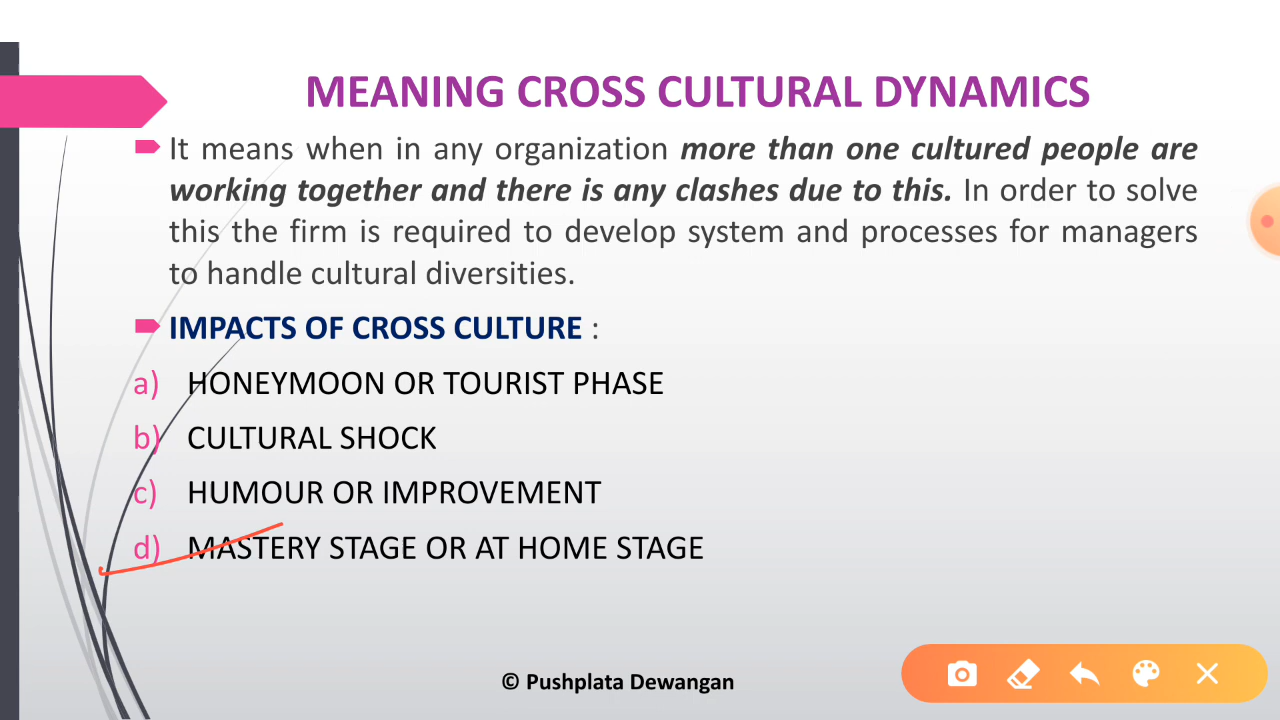 MEANING CROSS CULTURAL DYNAMICS
It means when in any organization more than one cultured people are
working together and there is any clashes due to this. In order to solve
this the firm is required to develop system and processes for managers
to handle cultural diversities.
IMPACTS OF CROSS CULTURE :
a) HONEYMOON OR TOURIST PHASE
b) CULTURAL SHOCK
c) HUMOUR OR IMPROVEMENT
d) MASTERY STAGE OR AT HOME STAGE
© Pushplata Dewangan